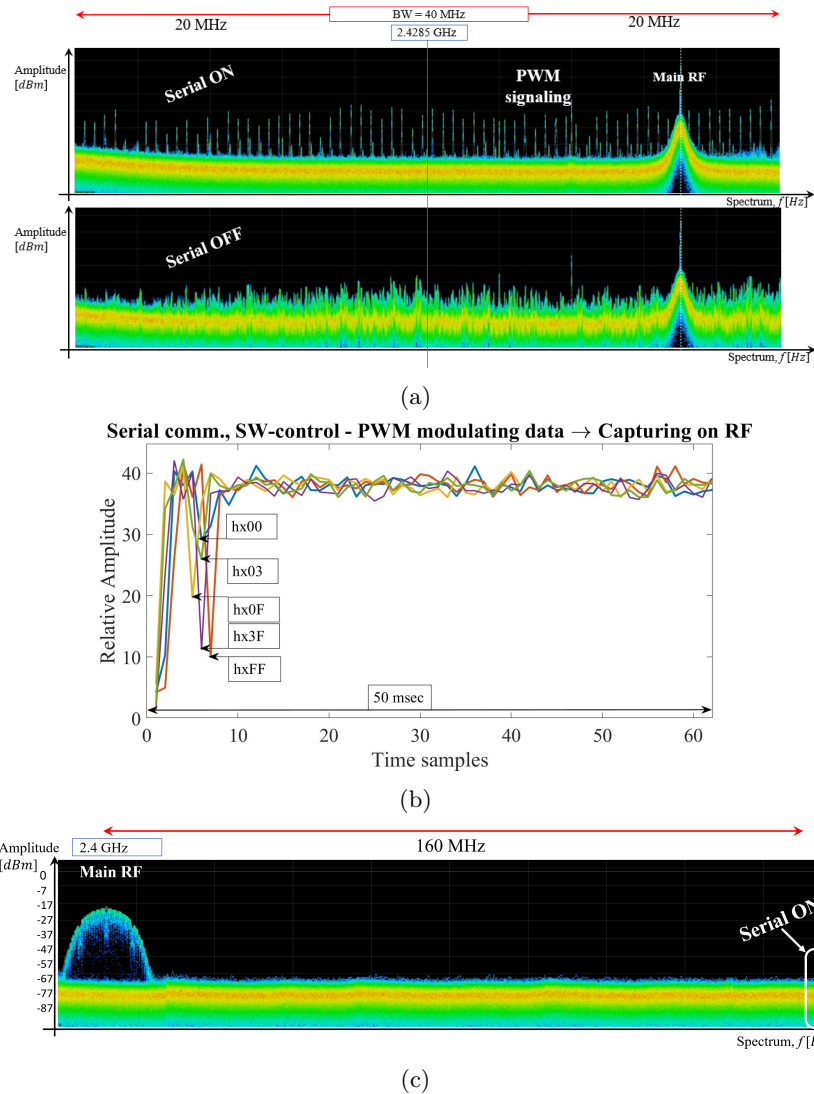 BW = 40 MHz
20 MHz
20 MHz
2.4285 GHz
Amplitude
[dBm]
Serial ON
PWM
signaling
Main RF
Spectrum, f [Hz]
Amplitude
[dBm]
Serial OFF
Spectrum, f [Hz]
(a)
Serial comm., SW-control - PWM modulating data → Capturing on RF
Relative Amplitude
40
30
20
10
0
hx00
hx03
hx0F
hx3F
hxFF
50 msec
0
10
20
30
40
50
60
Time samples
(b)
160 MHz
Amplitude
[dBm]
2.4 GHz
Main RF
0
-7
-17
-27
-37
-47
-57
-67
-77
-87
Serial ON
Spectrum, f [H
(c)